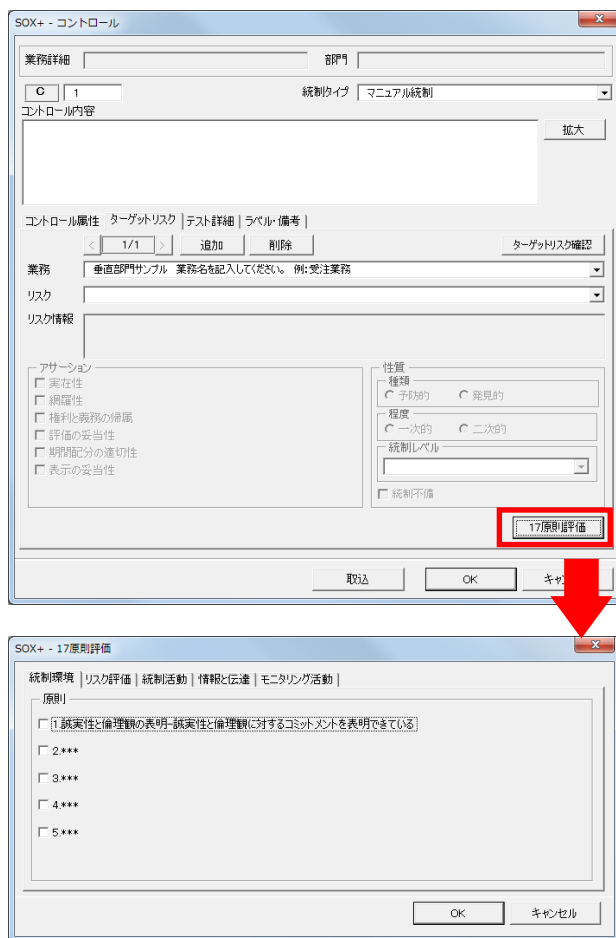 SOX+ - コントロール
業務詳細 部門
C 1 統制タイプ マニュアル統制
コントロール内容
拡大
コントロール属性 ターゲットリスク テスト詳細 ラベル・備考
< 1/1 > 追加 削除 ターゲットリスク確認
業務 垂直部門サンプル 業務名を記入してください。 例:受注業務
リスク
リスク情報
アサーション 性質
実在性 種類
網羅性 予防的 発見的
権利と義務の帰属 程度
評価の妥当性 一次的 二次的
期間配分の適切性 統制レベル
表示の妥当性
統制不備
17原則評価
取込 OK キャ
SOX+ - 17原則評価
統制環境 リスク評価 統制活動 情報と伝達 モニタリング活動
原則
1.誠実性と倫理観の表明-誠実性と倫理観に対するコミットメントを表明できている
2.***
3.***
4.***
5.***
OK キャンセル